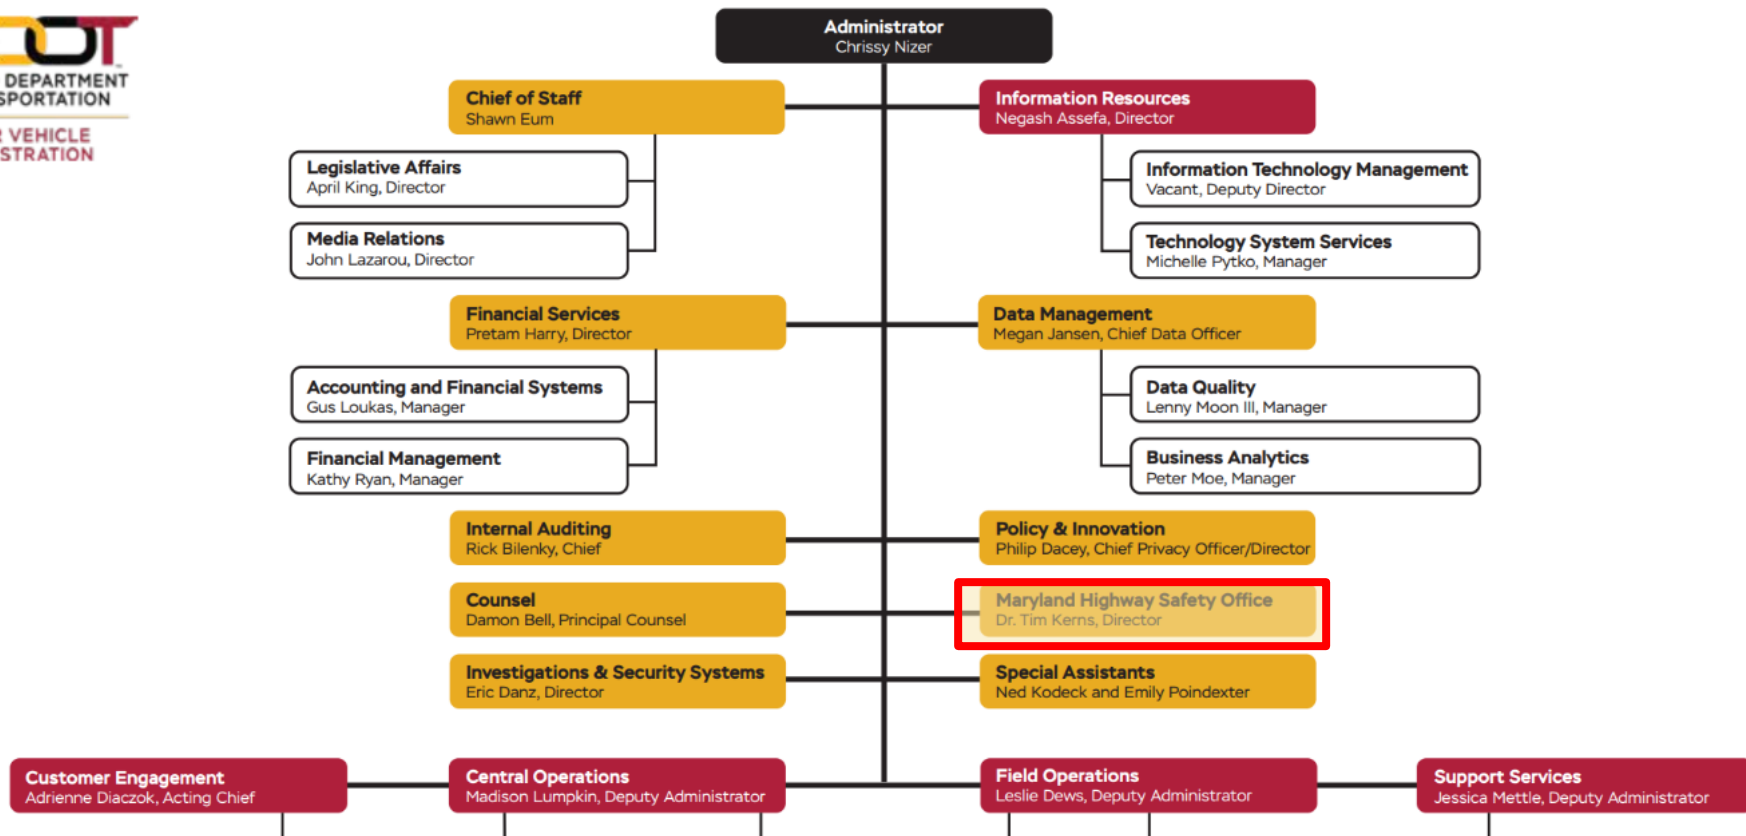 DEPARTMENT
VEHICLE
Administrator
Chrissy Nizer
Chief of Staff
Shawn Eum
Information Resources
Negash Assefa, Director
Legislative Affairs
April King, Director
Information Technology Management
Vacant, Deputy Director
Media Relations
John Lazarou, Director
Technology System Services
Michelle Pytko, Manager
Financial Services
Pretam Harry, Director
Data Management
Megan Jansen, Chief Data Officer
Accounting and Financial Systems
Gus Loukas, Manager
Data Quality
Lenny Moon III, Manager
Financial Management
Kathy Ryan, Manager
Business Analytics
Peter Moe, Manager
Internal Auditing
Rick Bilenky, Chief
Policy & Innovation
Philip Dacey, Chief Privacy Officer/Director
Counsel
Damon Bell, Principal Counsel
Maryland Highway Safety Office
Dr. Tim Kerns, Director
Investigations & Security Systems
Eric Danz, Director
Special Assistants
Ned Kodeck and Emily Poindexter
Customer Engagement
Adrienne Diaczok, Acting Chief
Central Operations
Madison Lumpkin, Deputy Administrator
Field Operations
Leslie Dews, Deputy Administrator
Support Services
Jessica Mettle, Deputy Administrator